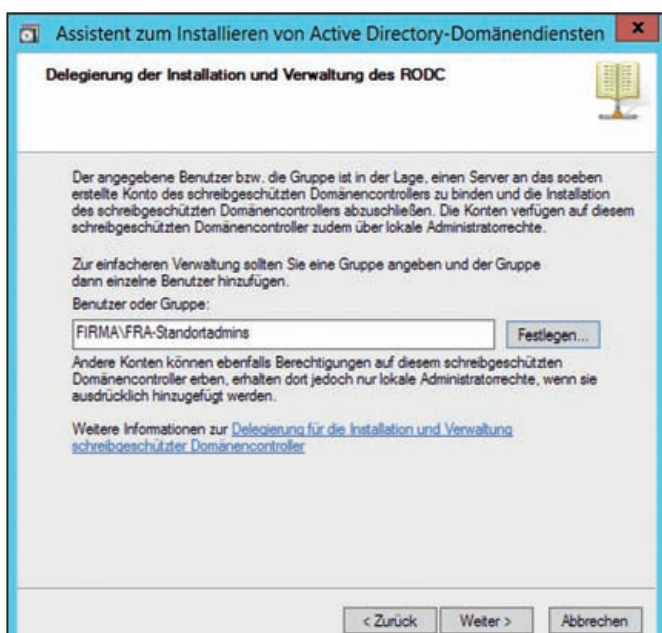 Assistent zum Installieren von Active Directory-Domänendiensten
Delegierung der Installation und Verwaltung des RODC
Der angegebene Benutzer bzw. die Gruppe ist in der Lage, einen Server an das soeben
erstellte Konto des schreibgeschützten Domänencontrollers zu binden und die Installation
des schreibgeschützten Domänencontrollers abzuschließen. Die Konten verfügen auf diesem
schreibgeschützten Domänencontroller zudem über lokale Administratorrechte.
Zur einfacheren Verwaltung sollten Sie eine Gruppe angeben und der Gruppe
dann einzelne Benutzer hinzufügen.
Benutzer oder Gruppe:
FIRMA\FRA-Standortadmins
Festlegen...
Andere Konten können ebenfalls Berechtigungen auf diesem schreibgeschützten
Domänencontroller erben, erhalten dort jedoch nur lokale Administratorrechte, wenn sie
ausdrücklich hinzugefügt werden.
Weitere Informationen zur Delegierung für die Installation und Verwaltung
schreibgeschützter Domänencontroller
< Zurück
Weiter >
Abbrechen